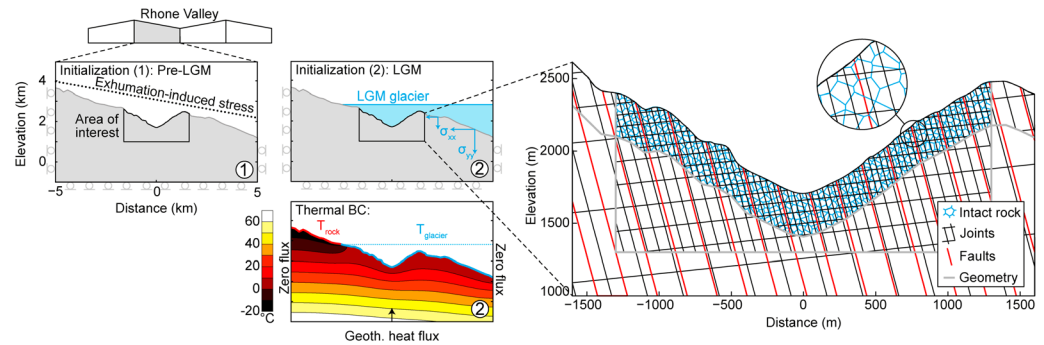 Rhone Valley
Initialization (1): Pre-LGM
Exhumation-induced stress
Area of
interest
1
Elevation (km)
4
2
0
−5
0
5
Distance (km)
Initialization (2): LGM
LGM glacier
σxx
σyy
2
Thermal BC:
Trock
Tglacier
Zero flux
Zero flux
2
Geoth. heat flux
60
40
20
0
-20
°C
Elevation (m)
2500
2000
1500
1000
−1500
−1000
−500
0
500
1000
1500
Distance (m)
Intact rock
Joints
Faults
Geometry